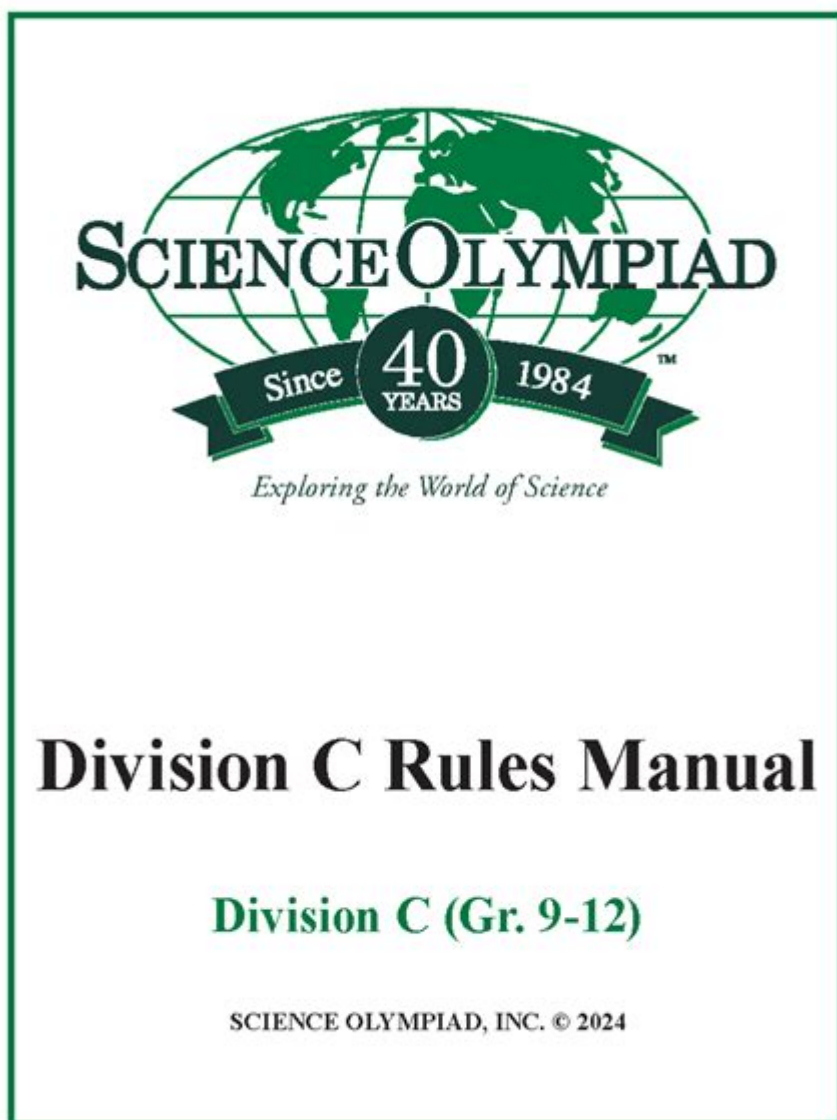 SCIENCE OLYMPIAD
TM
Since 40 YEARS 1984
Exploring the World of Science
Division C Rules Manual
Division C (Gr. 9-12)
SCIENCE OLYMPIAD, INC. © 2024